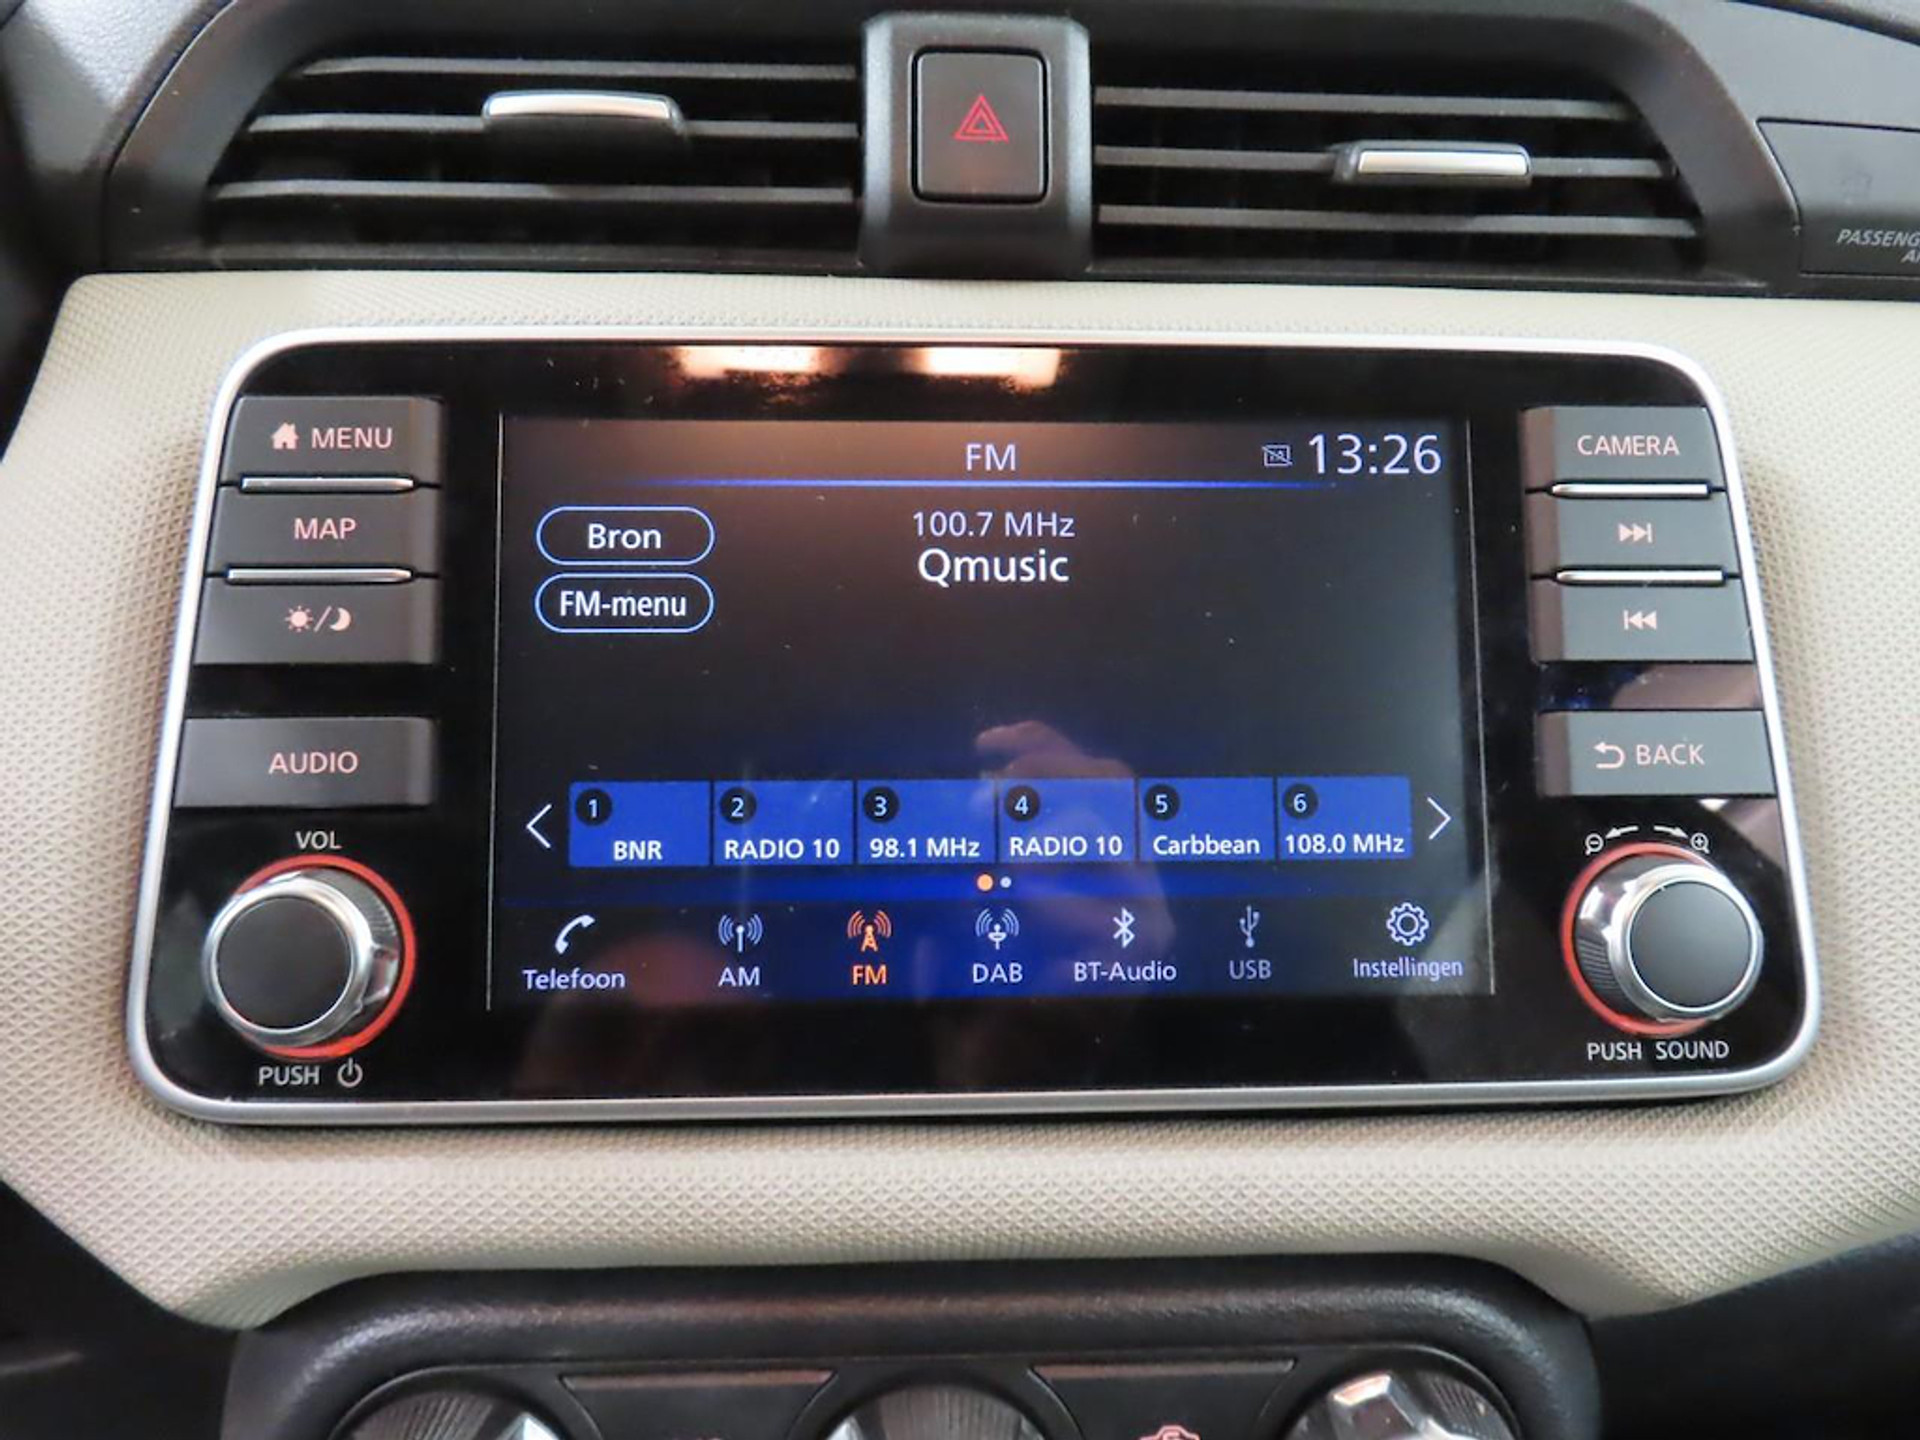 PASSENG
MENU
MAP
AUDIO
VOL
PUSH
FM
13:26
Bron
FM-menu
100.7 MHz
Qmusic
1
BNR
2
RADIO 10
3
98.1 MHz
4
RADIO 10
5
Carbbean
6
108.0 MHz
Telefoon
AM
FM
DAB
BT-Audio
USB
Instellingen
CAMERA
BACK
PUSH SOUND